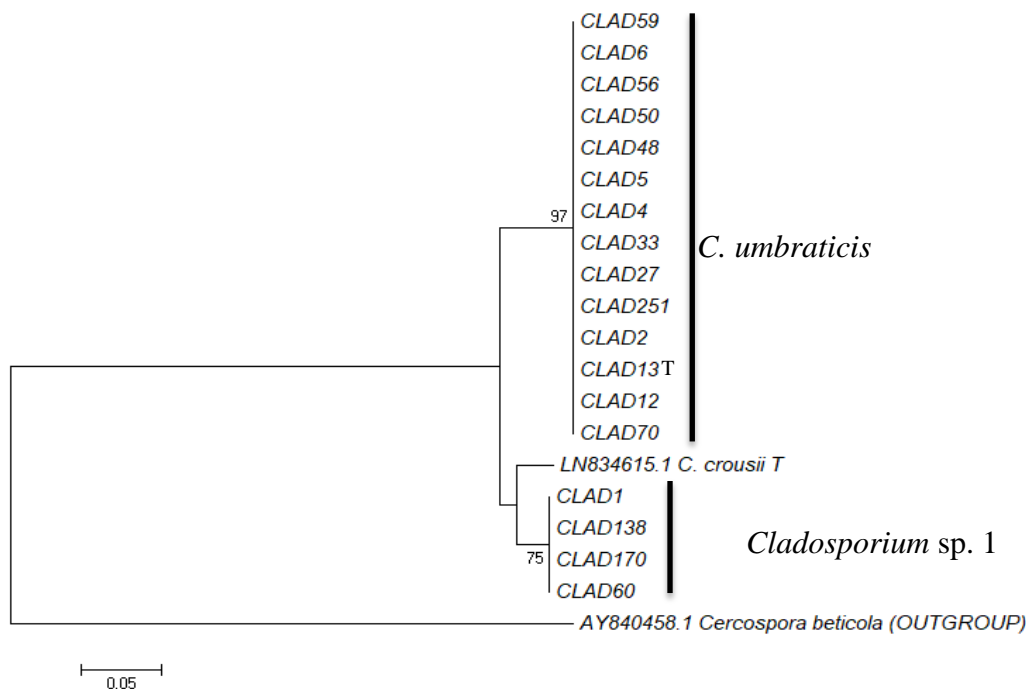 CLAD59
CLAD6
CLAD56
CLAD50
CLAD48
CLAD5
CLAD4
97
CLAD33
C. umbraticis
CLAD27
CLAD251
CLAD2
CLAD13 T
CLAD12
CLAD70
LN834615.1 C. crousii T
CLAD1
CLAD138
Cladosporium sp. 1
75
CLAD170
CLAD60
AY840458.1 Cercospora beticola (OUTGROUP)
0.05